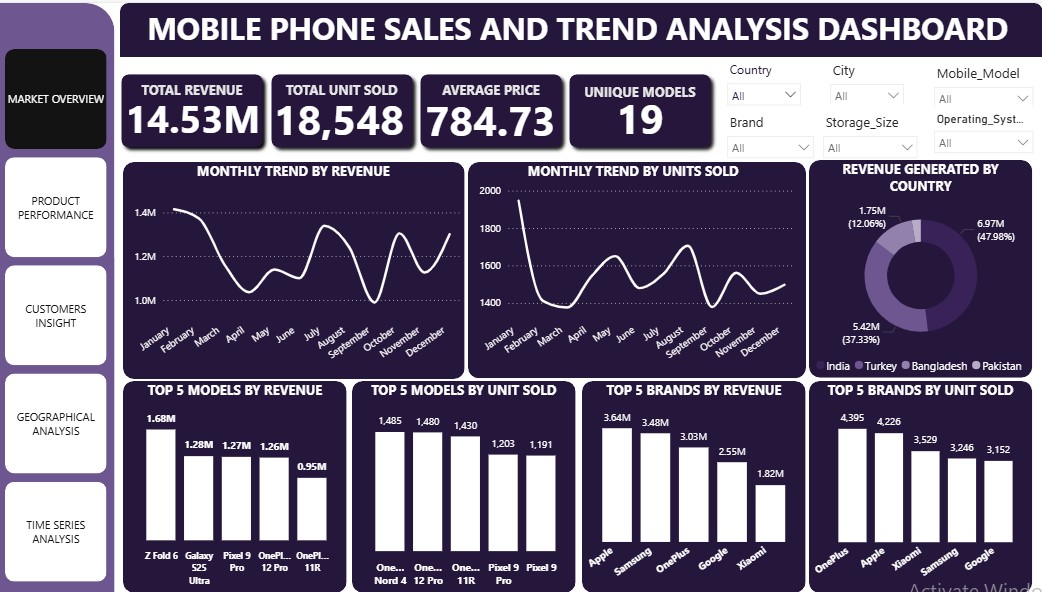 MOBILE PHONE SALES AND TREND ANALYSIS DASHBOARD
MARKET OVERVIEW
PRODUCT
PERFORMANCE
CUSTOMERS
INSIGHT
GEOGRAPHICAL
ANALYSIS
TIME SERIES
ANALYSIS
TOTAL REVENUE
14.53M
TOTAL UNIT SOLD
18,548
AVERAGE PRICE
784.73
UNIIQUE MODELS
19
Country
All
City
All
Mobile_Model
All
Brand
All
Storage_Size
All
Operating_Syst...
All
MONTHLY TREND BY REVENUE
1.4M
1.2M
1.0M
January
February
March
April
May
June
July
August
September
October
November
December
MONTHLY TREND BY UNITS SOLD
2000
1800
1600
1400
January
February
March
April
May
June
July
August
September
October
November
December
REVENUE GENERATED BY
COUNTRY
1.75M
(12.06%)
6.97M
(47.98%)
5.42M
(37.33%)
India Turkey Bangladesh Pakistan
TOP 5 MODELS BY REVENUE
1.68M
1.28M
1.27M
1.26M
0.95M
Z Fold 6
Galaxy
S25
Ultra
Pixel 9
Pro
OnePl...
12 Pro
OnePl...
11R
TOP 5 MODELS BY UNIT SOLD
1,485
1,480
1,430
1,203
1,191
One...
Nord 4
One...
12 Pro
One...
11R
Pixel 9
Pro
Pixel 9
TOP 5 BRANDS BY REVENUE
3.64M
3.48M
3.03M
2.55M
1.82M
Apple
Samsung
OnePlus
Google
Xiaomi
TOP 5 BRANDS BY UNIT SOLD
4,395
4,226
3,529
3,246
3,152
OnePlus
Apple
Xiaomi
Samsung
Google